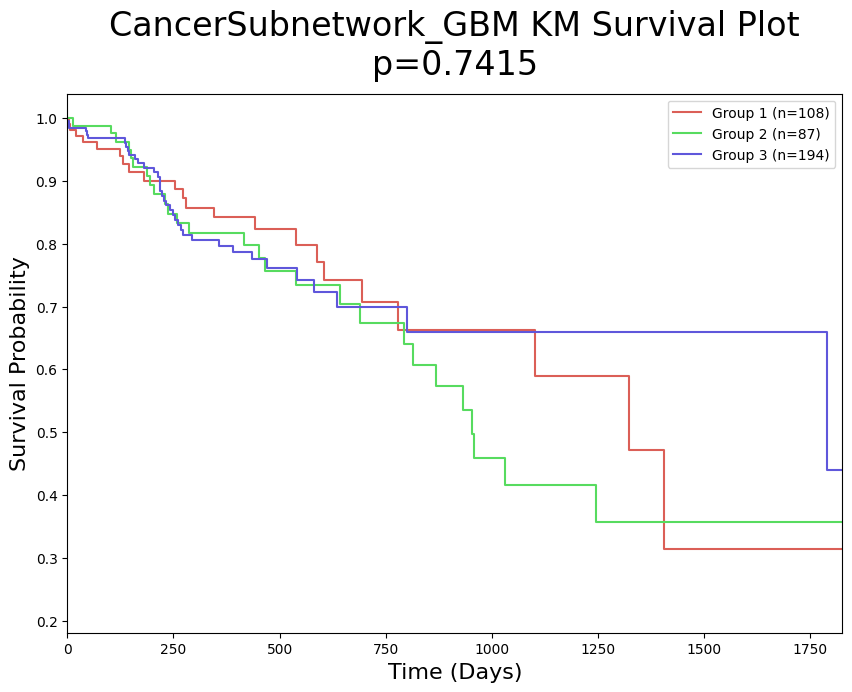 CancerSubnetwork_GBM KM Survival Plot
p=0.7415
Group 1 (n=108)
Group 2 (n=87)
Group 3 (n=194)
Survival Probability
1.0
0.9
0.8
0.7
0.6
0.5
0.4
0.3
0.2
0 250 500 750 1000 1250 1500 1750
Time (Days)